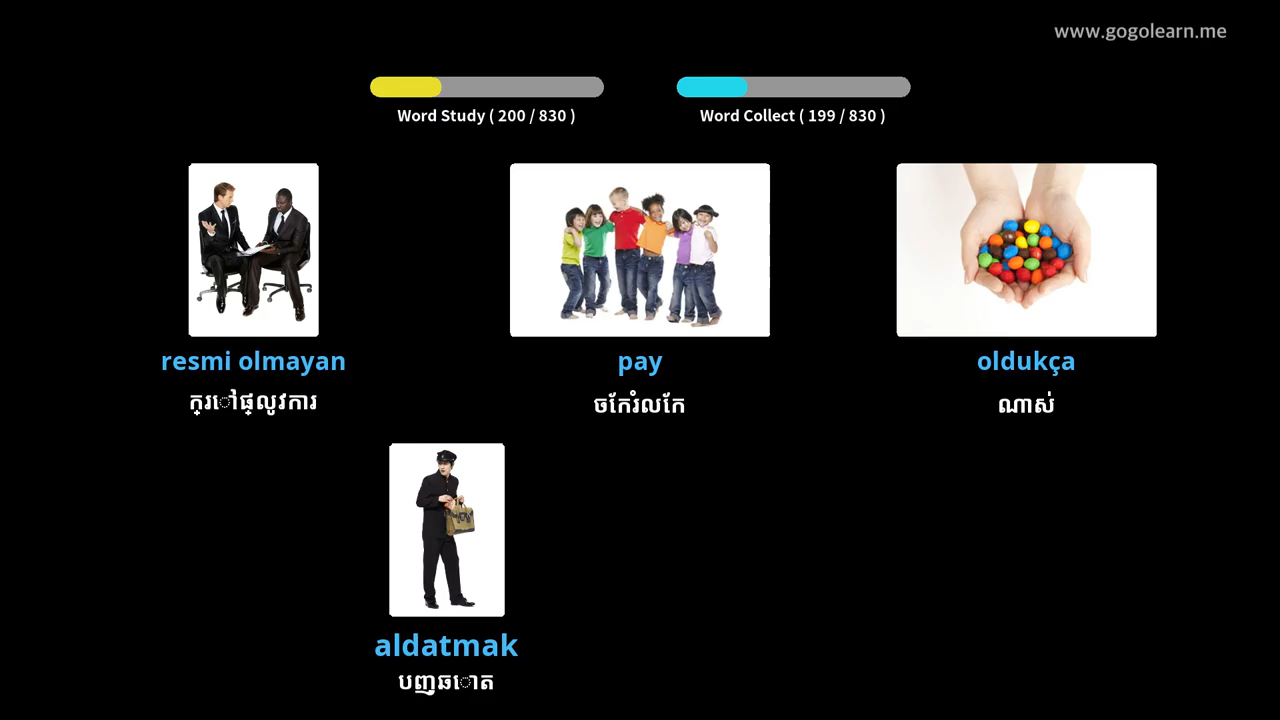 www.gogolearn.me
Word Study ( 200 / 830 )
Word Collect ( 199 / 830 )
resmi olmayan
pay
oldukça
ក្រៅផ្លូវការ
ចែករំលែក
ណាស់
aldatmak
បញ្ឆោត